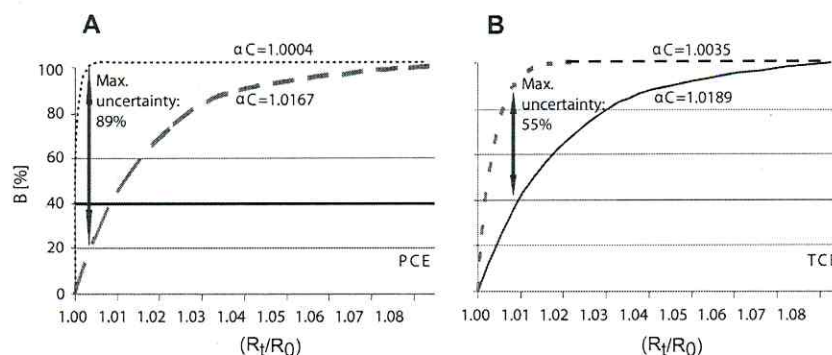 A
αC=1.0004
100
Max.
uncertainty:
89%
αC=1.0167
80
60
B [%]
40
20
PCE
0
1.00 1.01 1.02 1.03 1.04 1.05 1.06 1.07 1.08
(Rt/R0)
B
αC=1.0035
Max.
uncertainty:
55%
αC=1.0189
TCE
1.00 1.01 1.02 1.03 1.04 1.05 1.06 1.07 1.08
(Rt/R0)